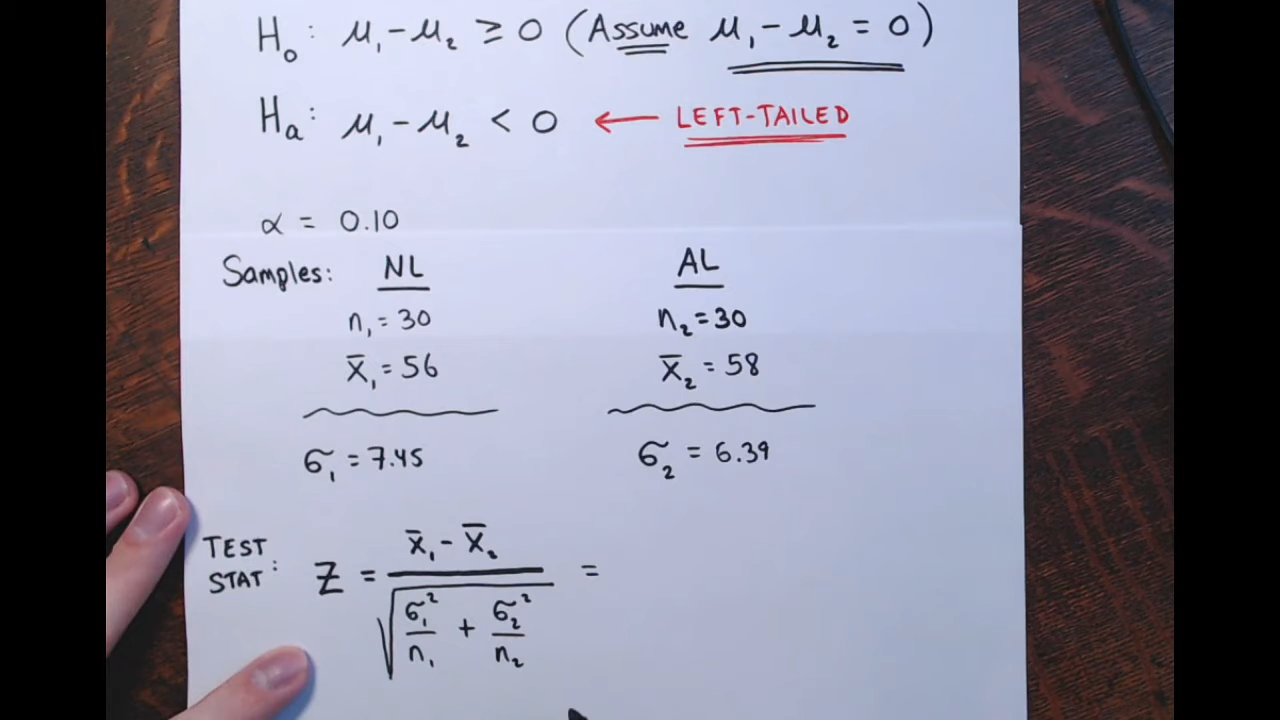 H₀: μ₁-μ₂ ≥ 0 (Assume μ₁-μ₂ = 0)
Hₐ: μ₁-μ₂ < 0 ← LEFT-TAILED
α = 0.10
Samples: NL AL
n₁=30 n₂=30
x̄₁=56 x̄₂=58
σ₁=7.45 σ₂=6.39
TEST STAT: Z = (x̄₁-x̄₂)/√(σ₁²/n₁ + σ₂²/n₂) =